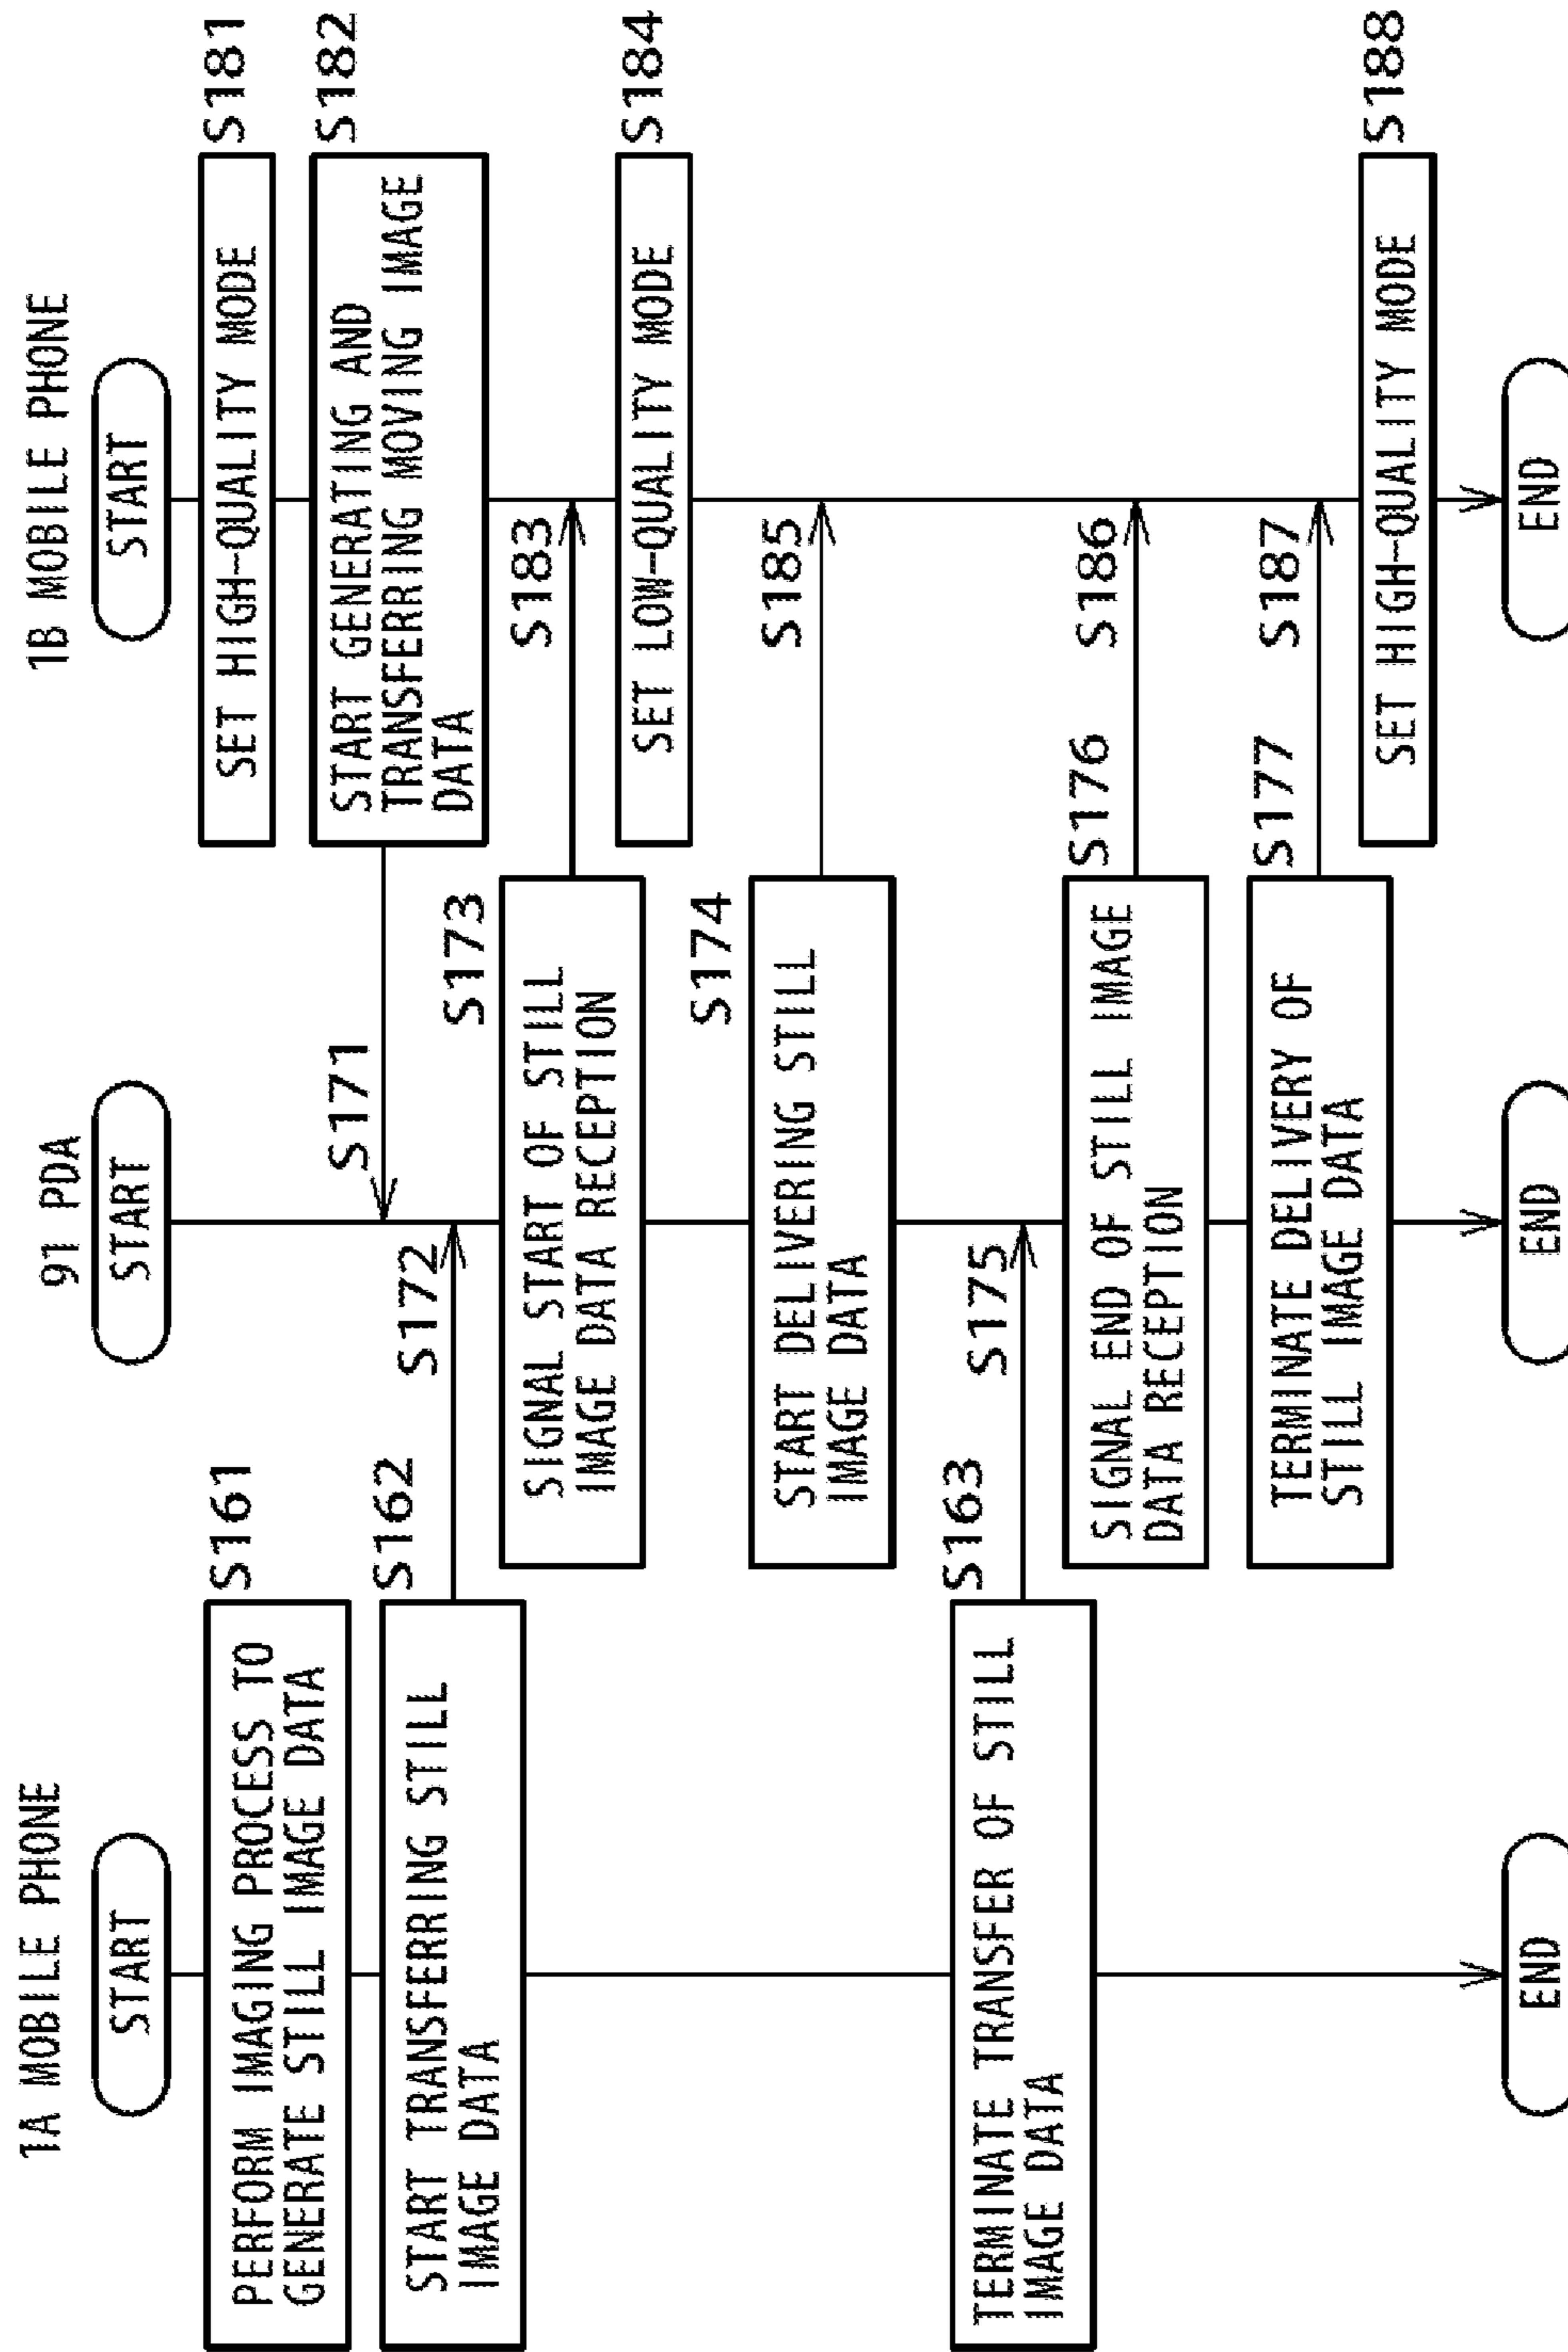 1A MOBILE PHONE
START
PERFORM IMAGING PROCESS TO
GENERATE STILL IMAGE DATA
S161
START TRANSFERRING STILL
IMAGE DATA
S162
TERMINATE TRANSFER OF STILL
IMAGE DATA
S163
END
91 PDA
START
S171
S172
SIGNAL START OF STILL
IMAGE DATA RECEPTION
S173
START DELIVERING STILL
IMAGE DATA
S174
S175
SIGNAL END OF STILL IMAGE
DATA RECEPTION
S176
TERMINATE DELIVERY OF
STILL IMAGE DATA
S177
END
1B MOBILE PHONE
START
SET HIGH-QUALITY MODE
S181
START GENERATING AND
TRANSFERRING MOVING IMAGE
DATA
S182
S183
SET LOW-QUALITY MODE
S184
S185
S186
S187
SET HIGH-QUALITY MODE
S188
END